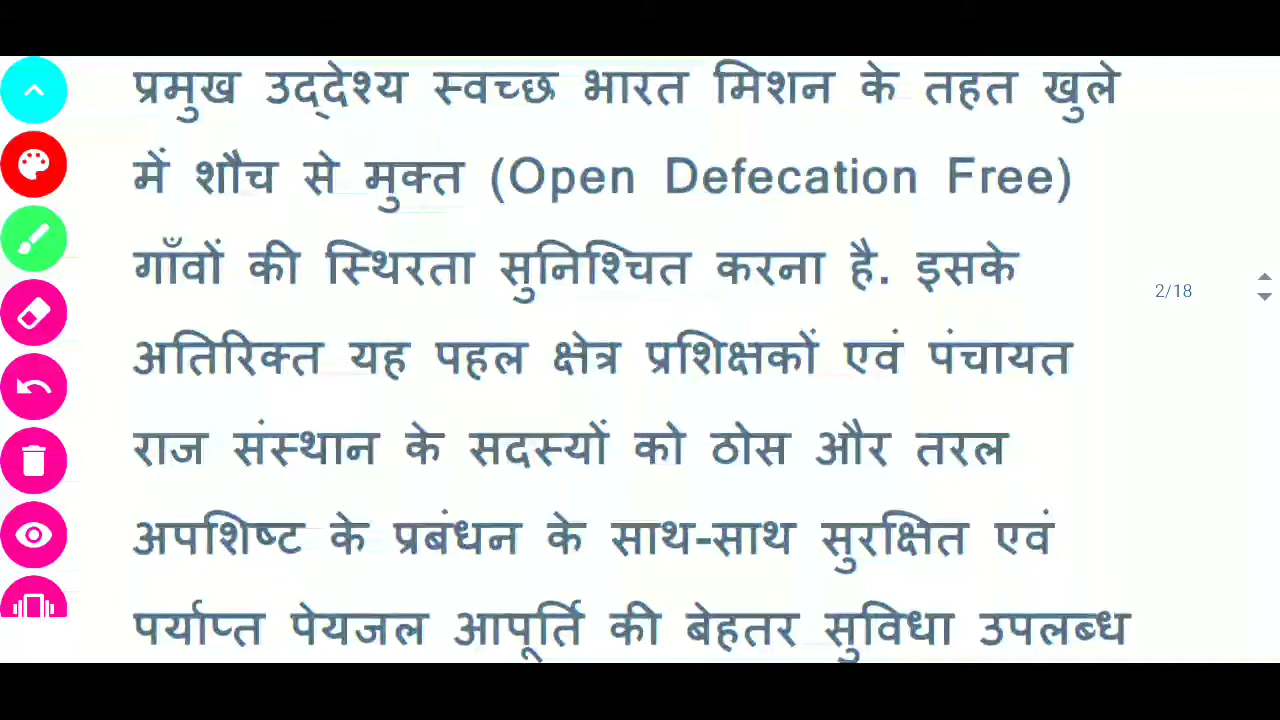 प्रमुख उद्देश्य स्वच्छ भारत मिशन के तहत खुले
में शौच से मुक्त (Open Defecation Free)
गाँवों की स्थिरता सुनिश्चित करना है. इसके
2/18
अतिरिक्त यह पहल क्षेत्र प्रशिक्षकों एवं पंचायत
राज संस्थान के सदस्यों को ठोस और तरल
अपशिष्ट के प्रबंधन के साथ-साथ सुरक्षित एवं
पर्याप्त पेयजल आपूर्ति की बेहतर सुविधा उपलब्ध